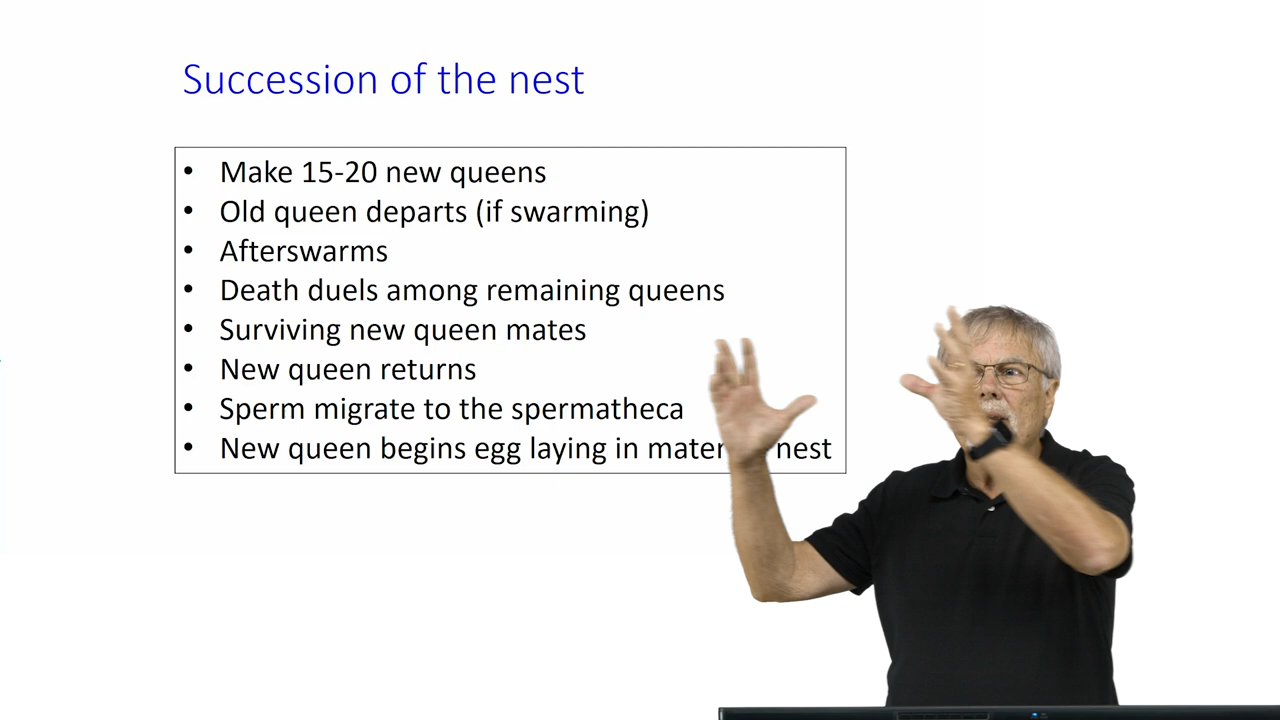 Succession of the nest
• Make 15-20 new queens
• Old queen departs (if swarming)
• Afterswarms
• Death duels among remaining queens
• Surviving new queen mates
• New queen returns
• Sperm migrate to the spermatheca
• New queen begins egg laying in nest